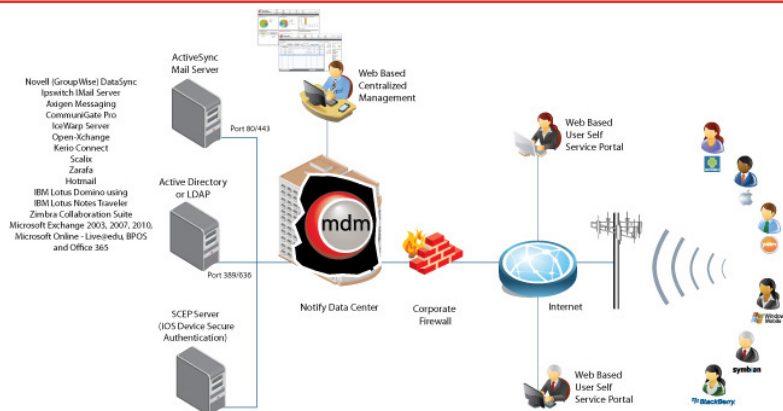 Novell (GroupWise) DataSync
Ipswitch IMail Server
Axigen Messaging
CommuniGate Pro
IceWarp Server
Open-Xchange
Kerio Connect
Scalix
Zarafa
Hotmail
IBM Lotus Domino using
IBM Lotus Notes Traveler
Zimbra Collaboration Suite
Microsoft Exchange 2003, 2007, 2010,
Microsoft Online - Live@edu, BPOS
and Office 365
ActiveSync
Mail Server
Port 80/443
Active Directory
or LDAP
Port 389/636
SCEP Server
(iOS Device Secure
Authentication)
Web Based
Centralized
Management
mdm
Notify Data Center
Corporate
Firewall
Web Based
User Self
Service Portal
Internet
Web Based
User Self
Service Portal
palm
Windows
Mobile
symbian
BlackBerry